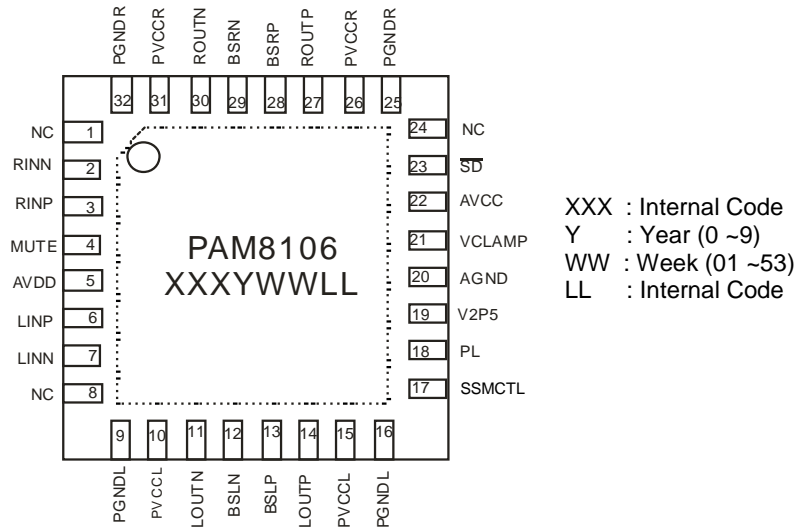 PGNDR
PVCCR
ROUTN
BSRN
BSRP
ROUTP
PVCCR
PGNDR
32 31 30 29 28 27 26 25
NC 1
RINN 2
RINP 3
MUTE 4
AVDD 5
LINP 6
LINN 7
NC 8
PAM8106
XXXYWWLL
24 NC
23 SD
22 AVCC
21 VCLAMP
20 AGND
19 V2P5
18 PL
17 SSMCTL
9 10 11 12 13 14 15 16
PGNDL
PVCCL
LOUTN
BSLN
BSLP
LOUTP
PVCCL
PGNDL
XXX : Internal Code
Y : Year (0 ~9)
WW : Week (01 ~53)
LL : Internal Code